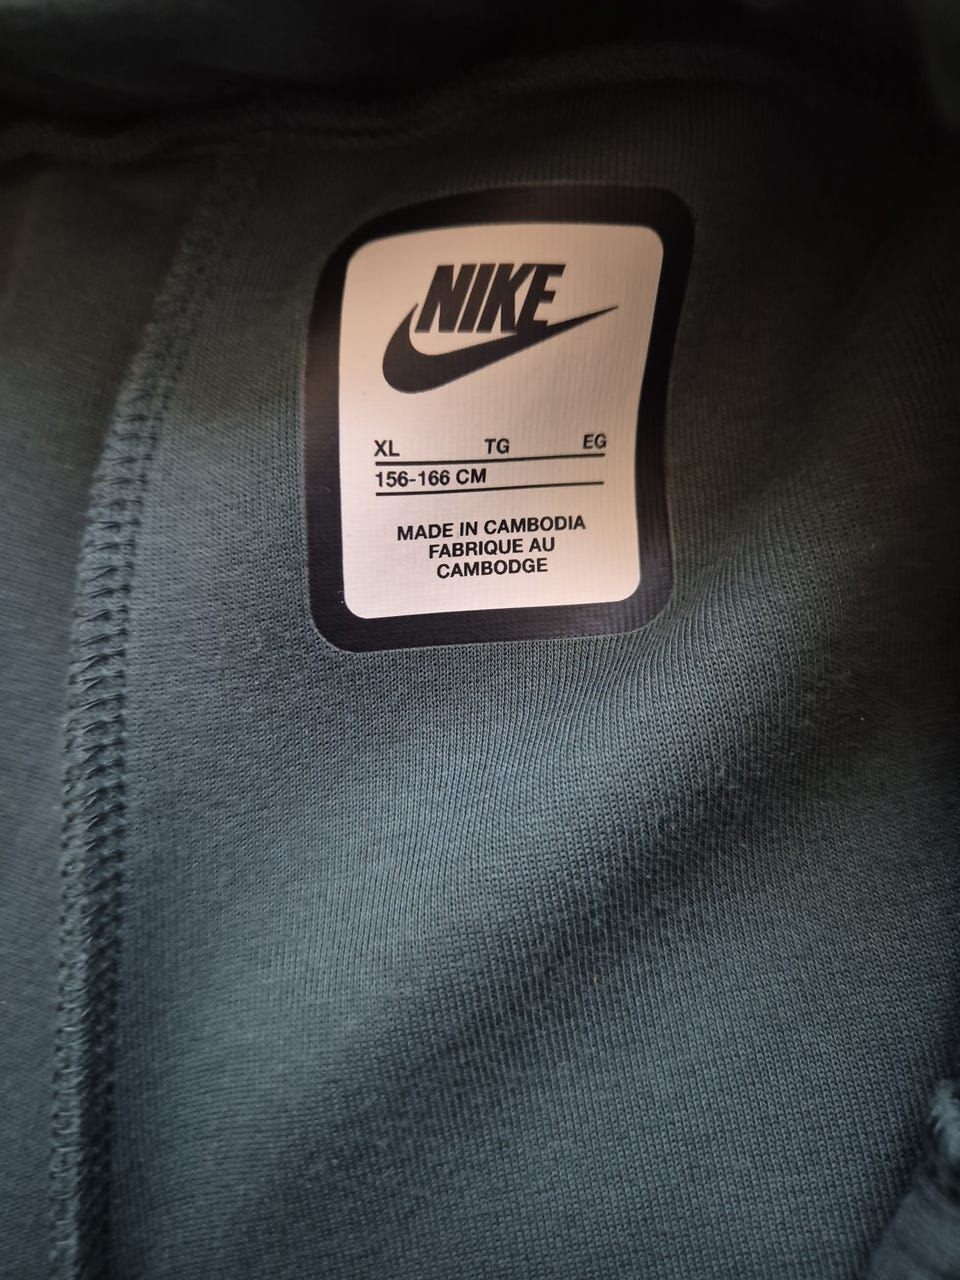 NIKE
XL TG EG
156-166 CM
MADE IN CAMBODIA
FABRIQUE AU
CAMBODGE